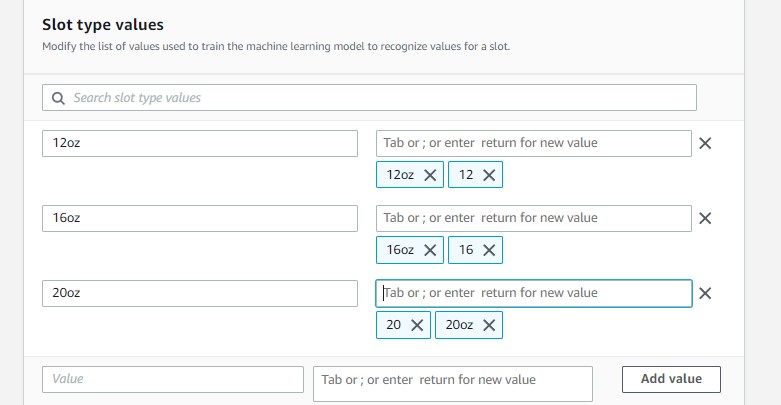 Slot type values
Modify the list of values used to train the machine learning model to recognize values for a slot.
Search slot type values
12oz Tab or ; or enter return for new value
12oz 12
16oz Tab or ; or enter return for new value
16oz 16
20oz Tab or ; or enter return for new value
20 20oz
Value Tab or ; or enter return for new value Add value